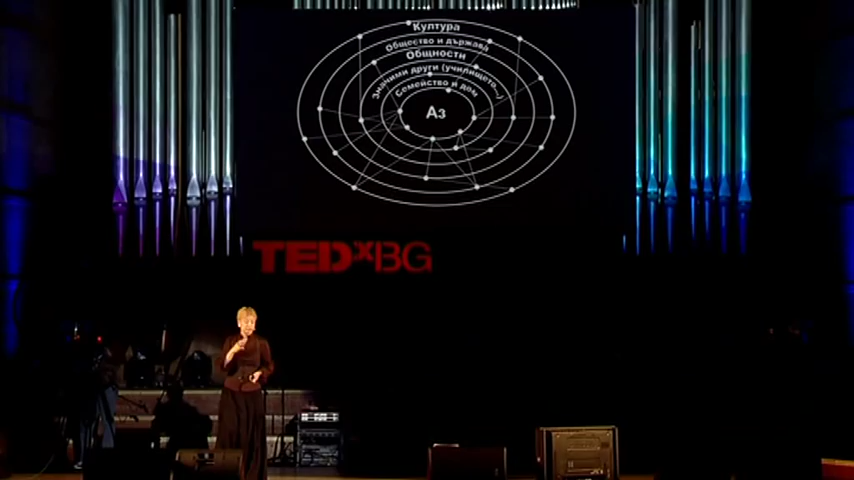 Култура
Общество и държава
Общности
Значими други (училището...)
Семейство и дом
Аз
TEDxBG